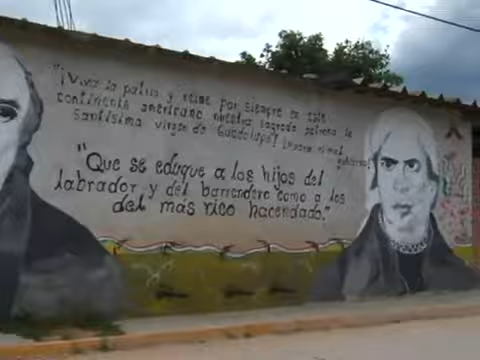 "¡Viva la patria y reine por siempre en este
continente americano nuestra sagrada patrona la
santísima virgen de Guadalupe! ¡muera el mal
gobierno!
"Que se eduque a los hijos del
labrador y del barrendero como a los
del más rico hacendado."